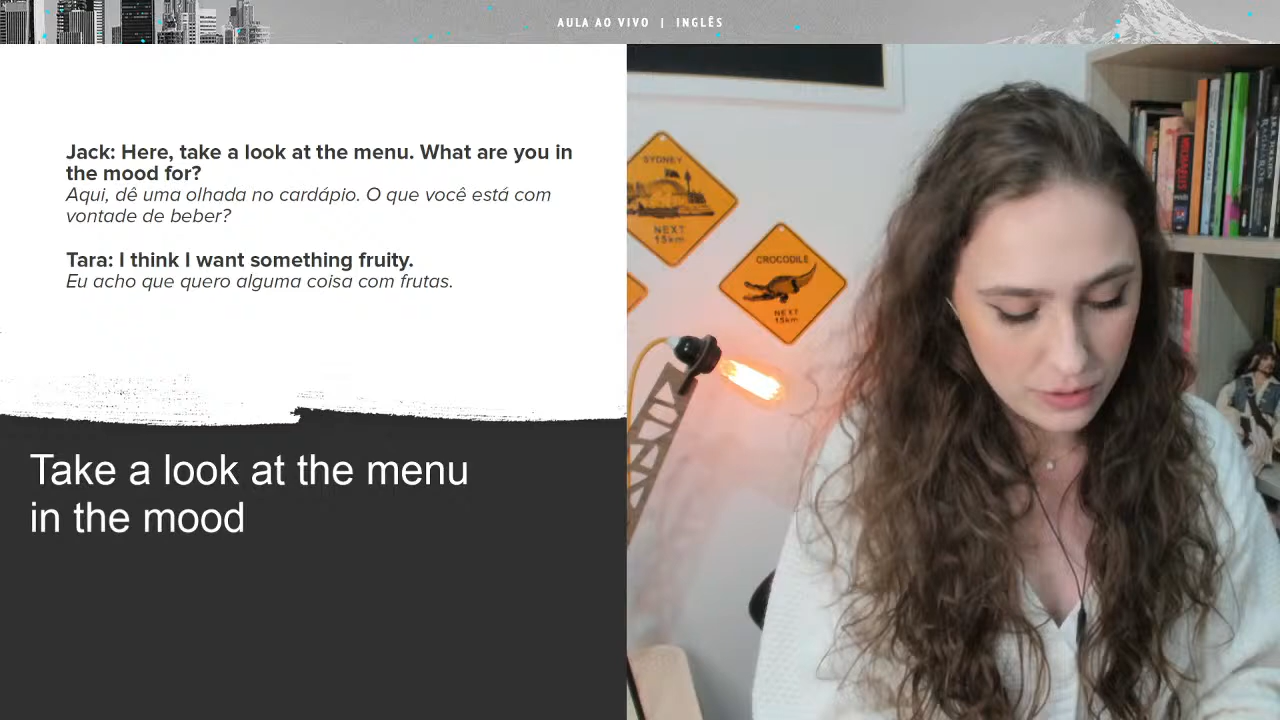 AULA AO VIVO | INGLÊS
Jack: Here, take a look at the menu. What are you in
the mood for?
Aqui, dê uma olhada no cardápio. O que você está com
vontade de beber?
Tara: I think I want something fruity.
Eu acho que quero alguma coisa com frutas.
Take a look at the menu
in the mood
SYDNEY
NEXT
15km
CROCODILE
NEXT
15km